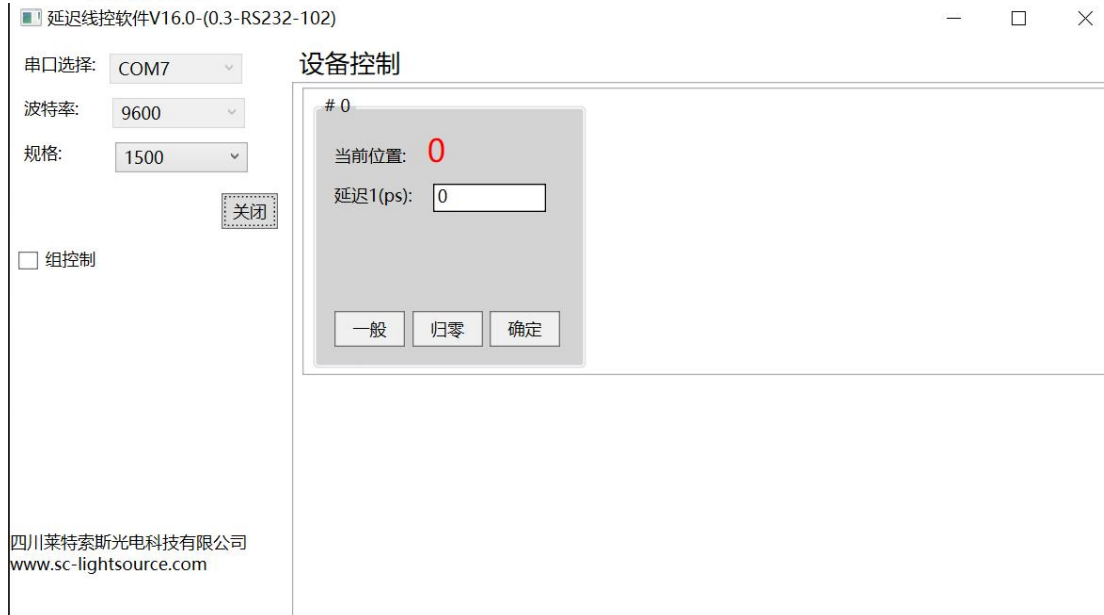 延迟线控软件V16.0-(0.3-RS232-102)
串口选择: COM7
波特率: 9600
规格: 1500
关闭
组控制
设备控制
# 0
当前位置: 0
延迟1(ps): 0
一般 归零 确定
四川莱特索斯光电科技有限公司
www.sc-lightsource.com